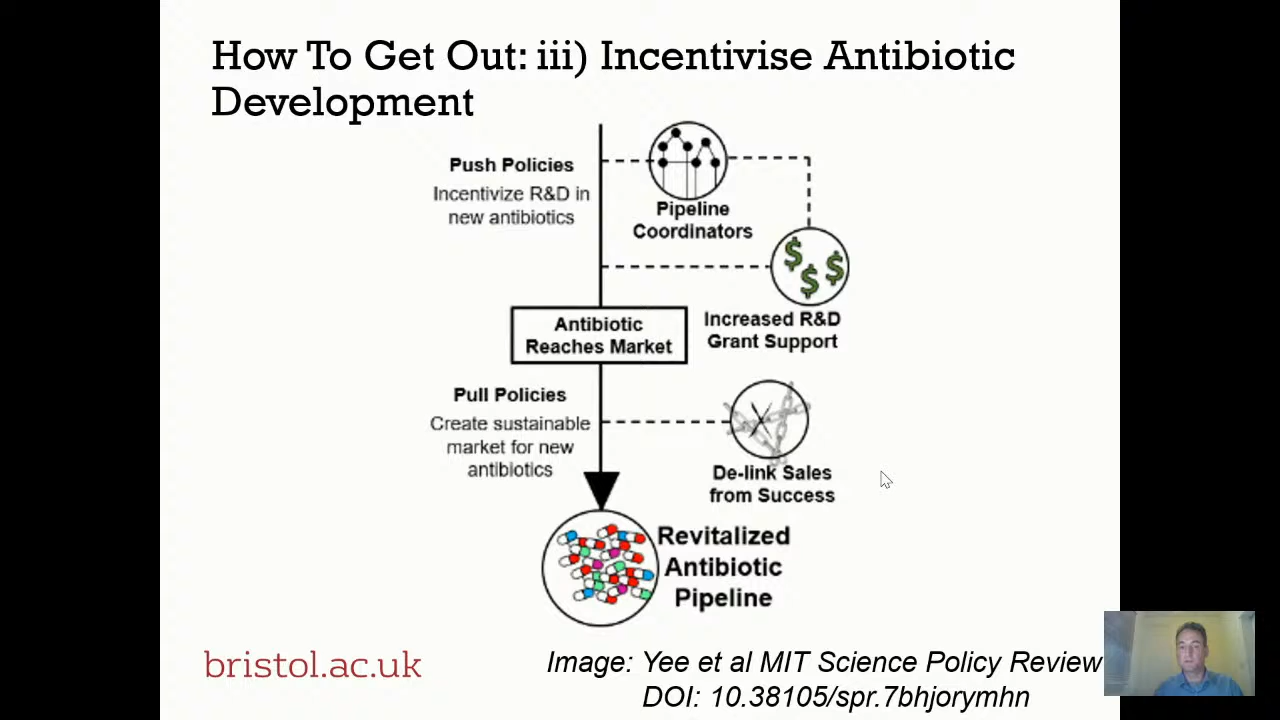 How To Get Out: iii) Incentivise Antibiotic
Development
Push Policies
Incentivize R&D in
new antibiotics
Pipeline
Coordinators
$ $ $
Increased R&D
Grant Support
Antibiotic
Reaches Market
Pull Policies
Create sustainable
market for new
antibiotics
De-link Sales
from Success
Revitalized
Antibiotic
Pipeline
bristol.ac.uk
Image: Yee et al MIT Science Policy Review
DOI: 10.38105/spr.7bhjorymhn